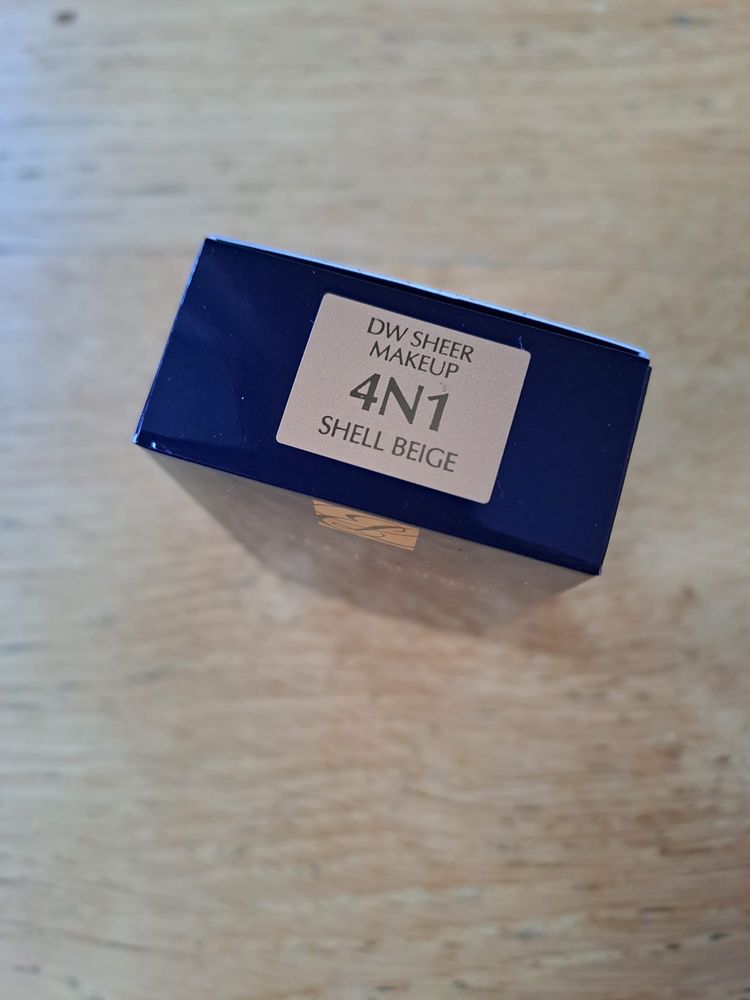 DW SHEER
MAKEUP
4N1
SHELL BEIGE